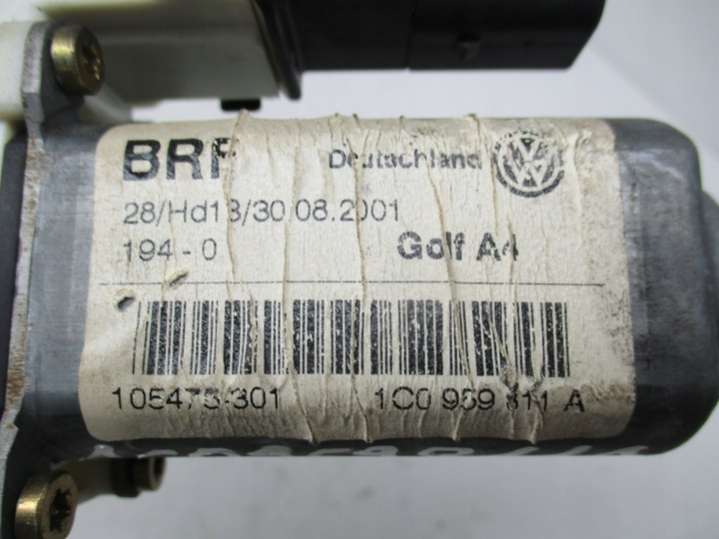 BRF Deutschland
28/Hd13/30.08.2001
194-0 Golf A4
105475-301 1C0 959 811 A